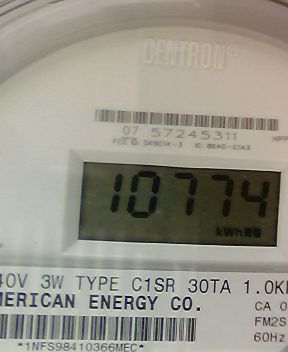 CENTRON®
07 57245311
10774
kWh
40V 3W TYPE C1SR 30TA 1.0K
MERICAN ENERGY CO. CA 0
FM2S
60Hz
*1NFS98410366MEC*